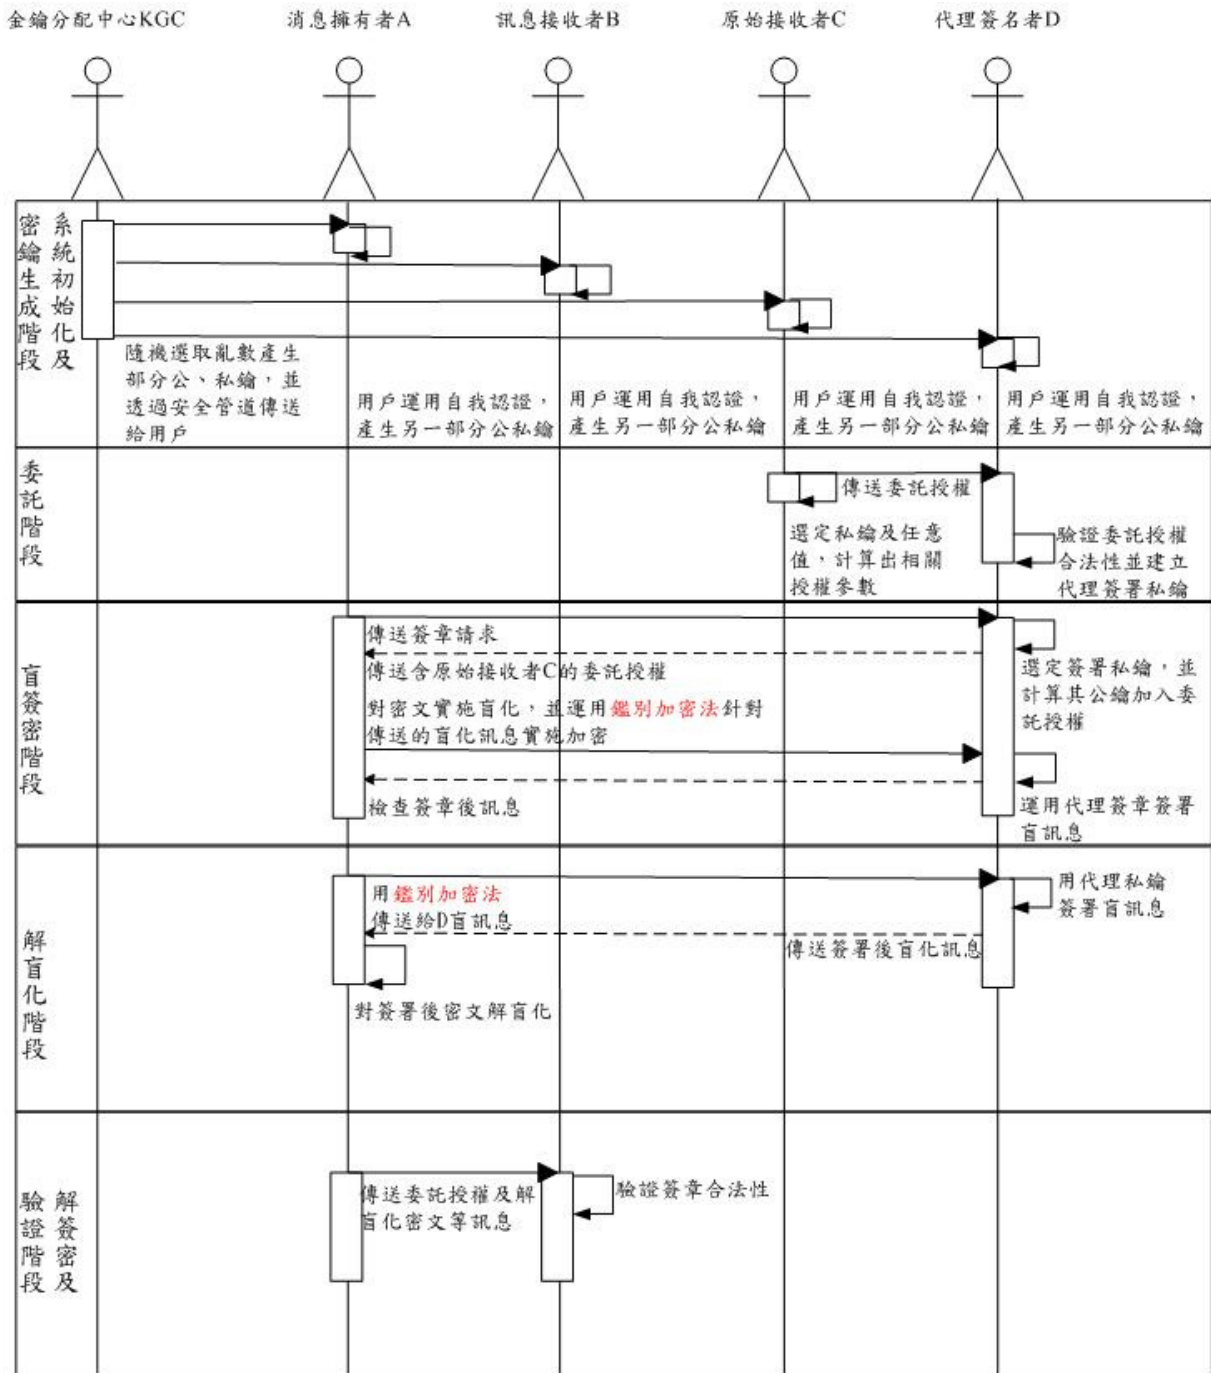 金鑰分配中心KGC
消息擁有者A
訊息接收者B
原始接收者C
代理簽名者D
系統初始化及
密鑰生成階段
隨機選取亂數產生
部分公、私鑰，並
透過安全管道傳送
給用戶
用戶運用自我認證，
產生另一部分公私鑰
用戶運用自我認證，
產生另一部分公私鑰
用戶運用自我認證，
產生另一部分公私鑰
用戶運用自我認證，
產生另一部分公私鑰
委託階段
傳送委託授權
選定私鑰及任意
值，計算出相關
授權參數
驗證委託授權
合法性並建立
代理簽署私鑰
盲簽密階段
傳送簽章請求
傳送含原始接收者C的委託授權
對密文實施盲化，並運用鑑別加密法針對
傳送的盲化訊息實施加密
檢查簽章後訊息
選定簽署私鑰，並
計算其公鑰加入委
託授權
運用代理簽章簽署
盲訊息
解盲化階段
用鑑別加密法
傳送給D盲訊息
用代理私鑰
簽署盲訊息
傳送簽署後盲化訊息
對簽署後密文解盲化
解簽密及
驗證階段
傳送委託授權及解
盲化密文等訊息
驗證簽章合法性